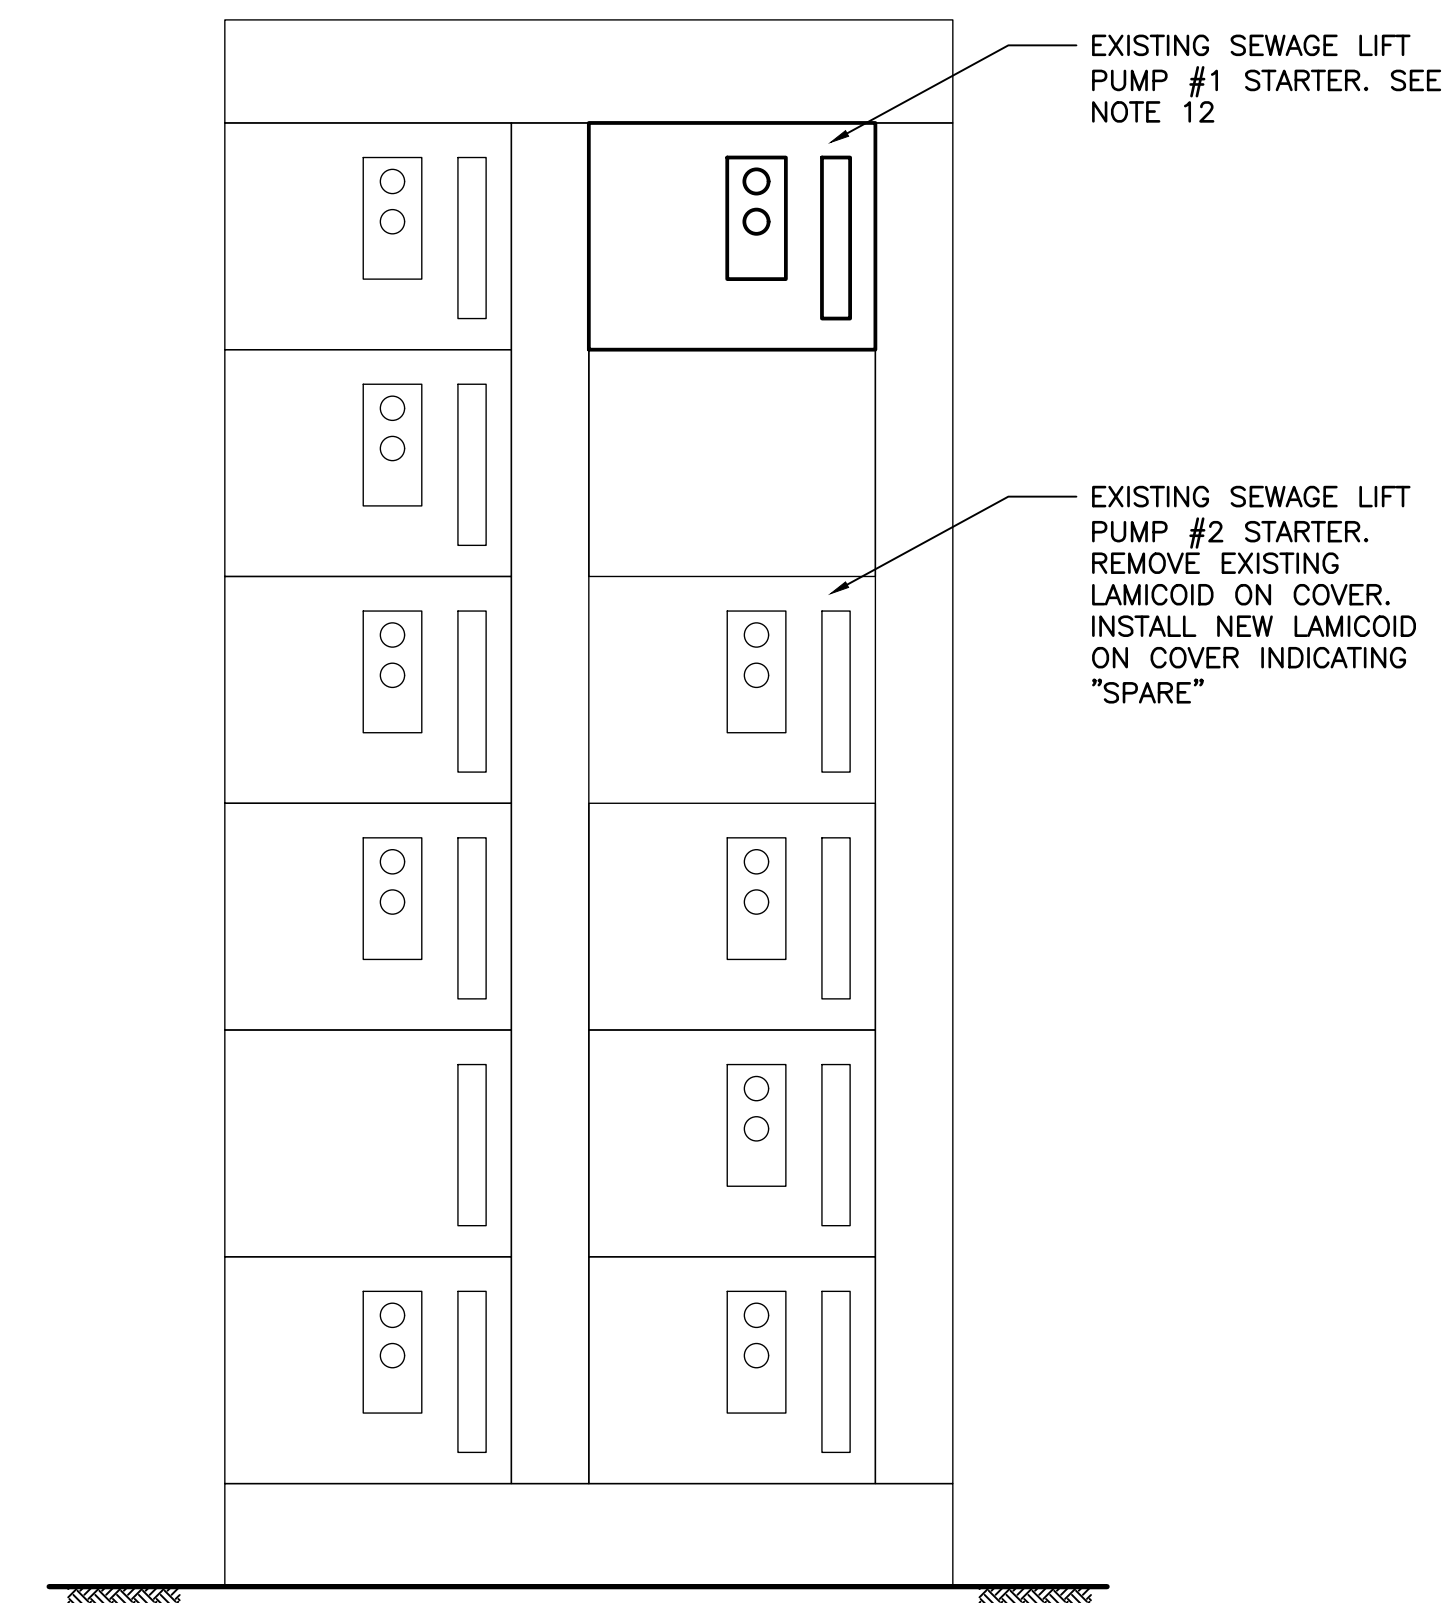 EXISTING SEWAGE LIFT
PUMP #1 STARTER. SEE
NOTE 12
EXISTING SEWAGE LIFT
PUMP #2 STARTER.
REMOVE EXISTING
LAMICOID ON COVER.
INSTALL NEW LAMICOID
ON COVER INDICATING
"SPARE"